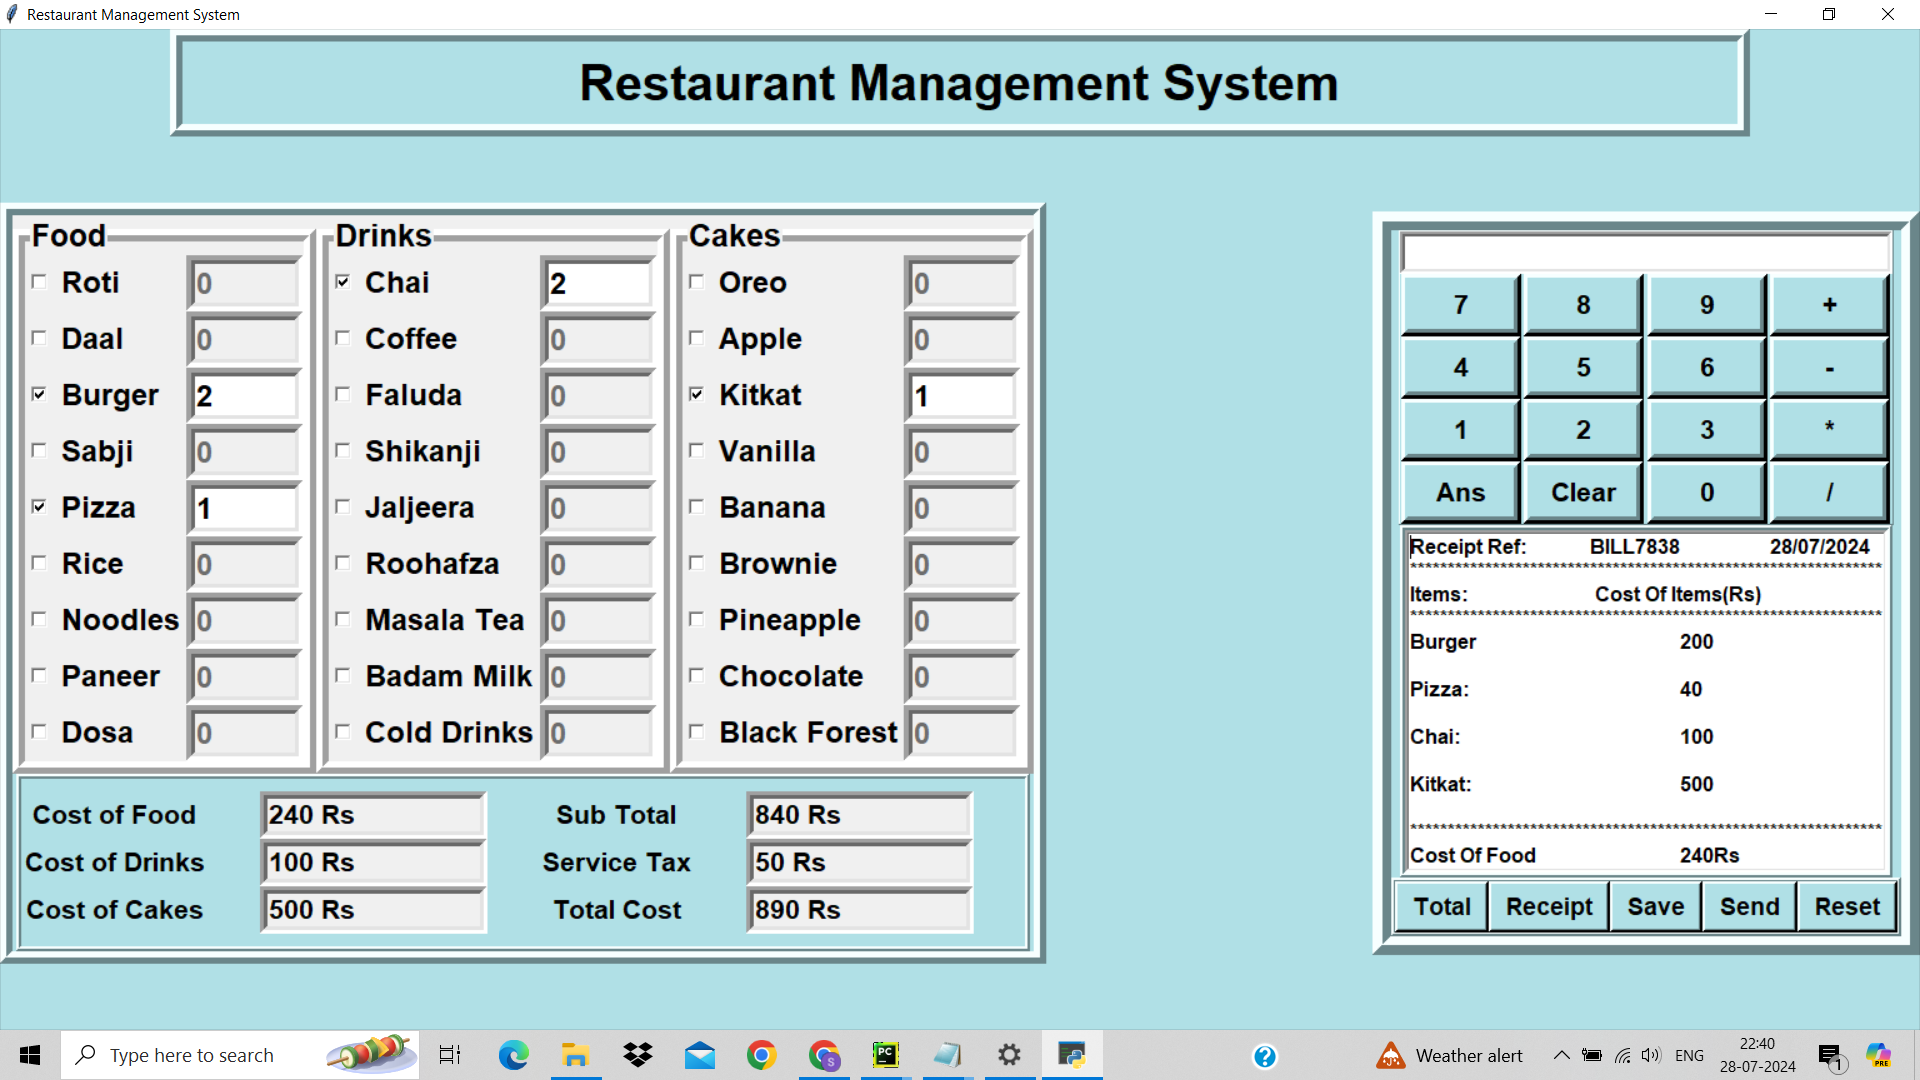 Restaurant Management System
Restaurant Management System
Food
Roti 0
Daal 0
Burger 2
Sabji 0
Pizza 1
Rice 0
Noodles 0
Paneer 0
Dosa 0
Drinks
Chai 2
Coffee 0
Faluda 0
Shikanji 0
Jaljeera 0
Roohafza 0
Masala Tea 0
Badam Milk 0
Cold Drinks 0
Cakes
Oreo 0
Apple 0
Kitkat 1
Vanilla 0
Banana 0
Brownie 0
Pineapple 0
Chocolate 0
Black Forest 0
Cost of Food 240 Rs Sub Total 840 Rs
Cost of Drinks 100 Rs Service Tax 50 Rs
Cost of Cakes 500 Rs Total Cost 890 Rs
7 8 9 +
4 5 6 -
1 2 3 *
Ans Clear 0 /
Receipt Ref: BILL7838 28/07/2024
Items: Cost Of Items(Rs)
Burger 200
Pizza: 40
Chai: 100
Kitkat: 500
Cost Of Food 240Rs
Total Receipt Save Send Reset
Type here to search
S
PC
?
Weather alert
ENG
22:40
28-07-2024
1
PRE